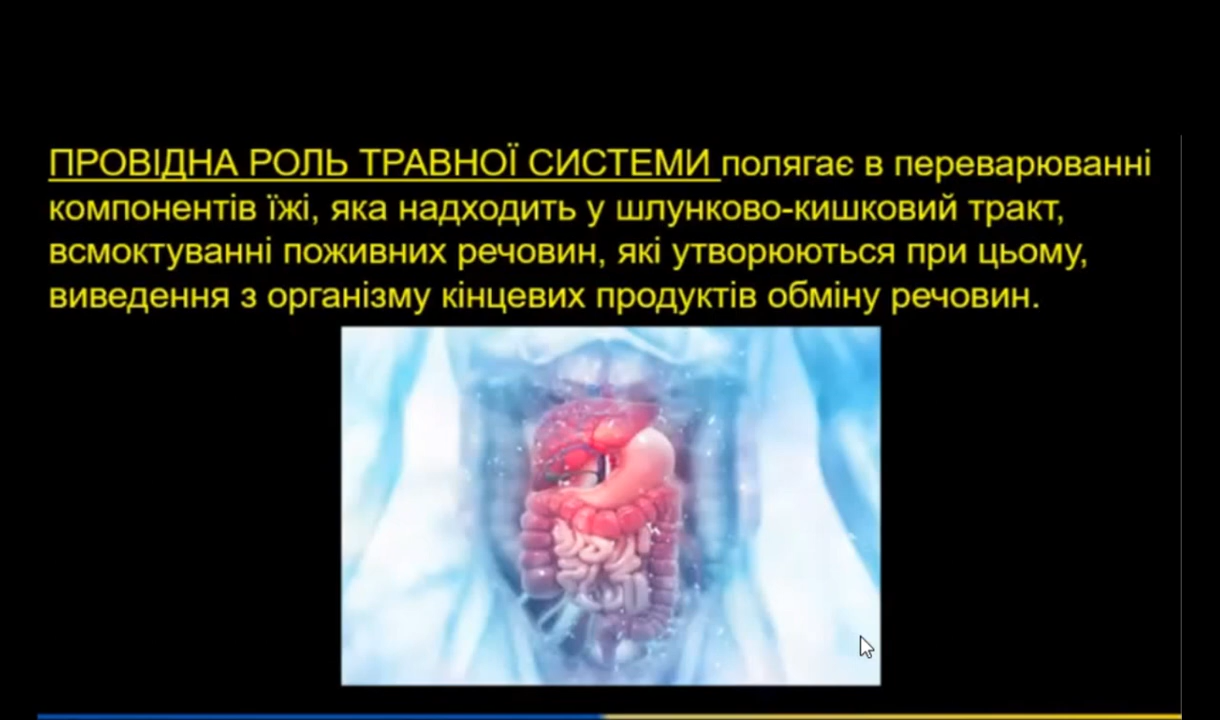 ПРОВІДНА РОЛЬ ТРАВНОЇ СИСТЕМИ полягає в переварюванні
компонентів їжі, яка надходить у шлунково-кишковий тракт,
всмоктуванні поживних речовин, які утворюються при цьому,
виведення з організму кінцевих продуктів обміну речовин.